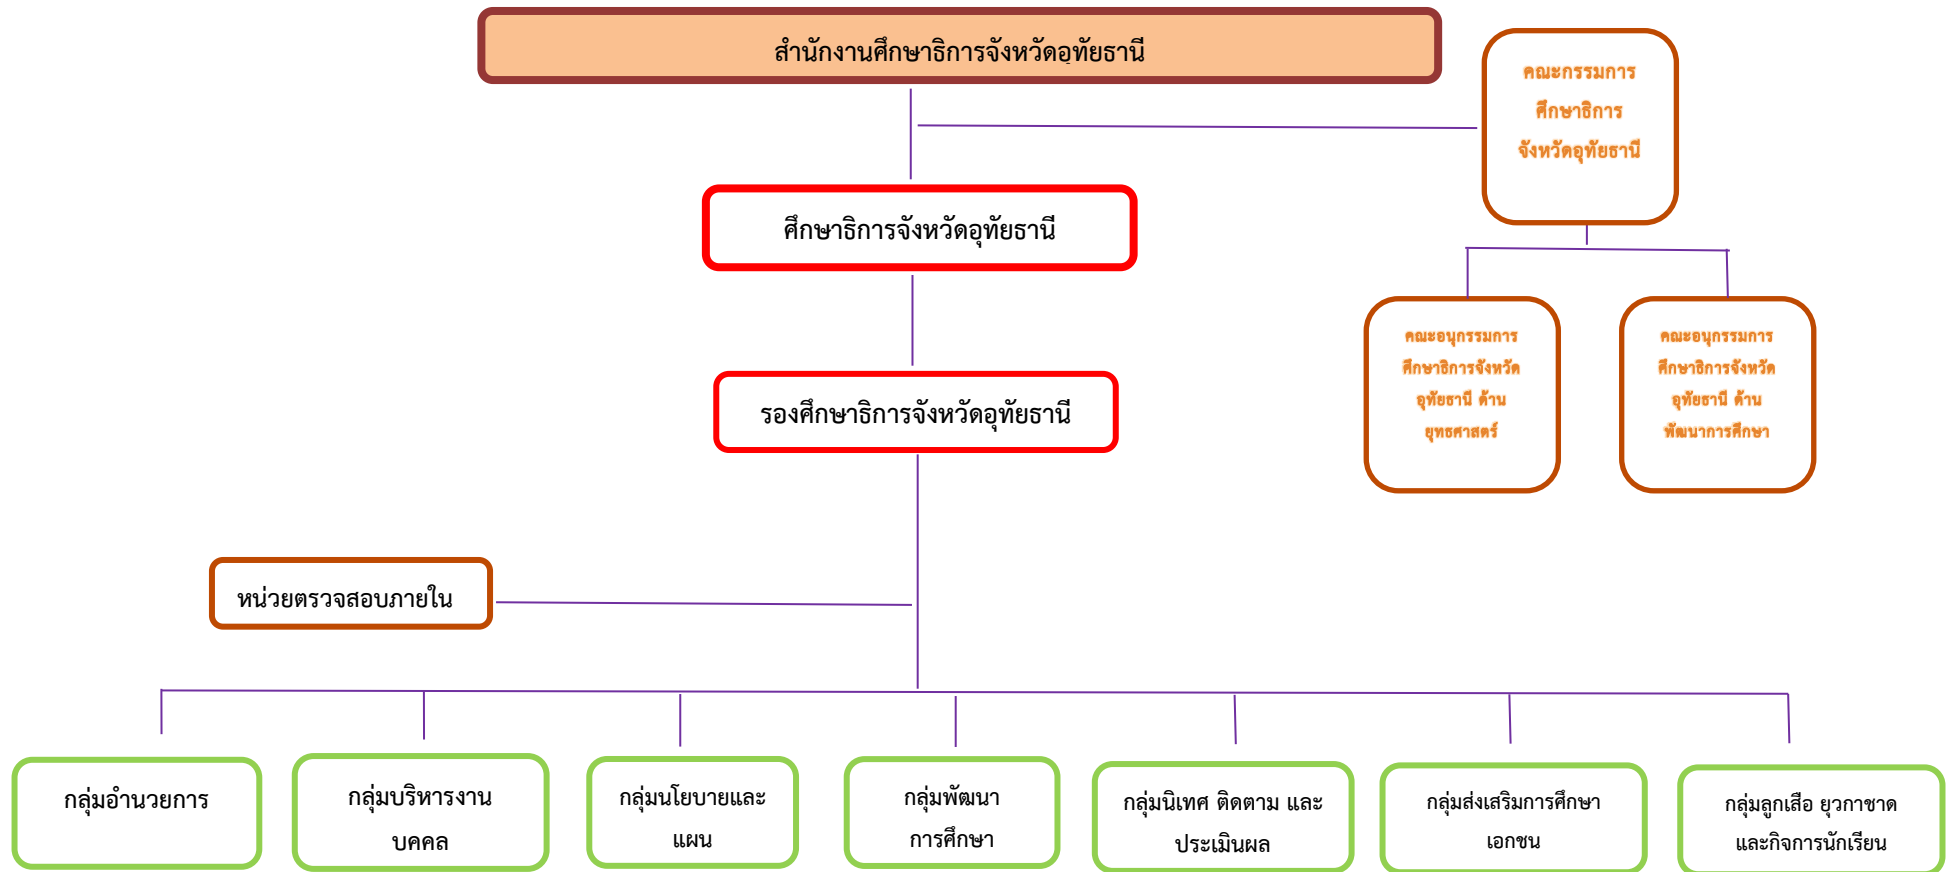 สำนักงานศึกษาธิการจังหวัดอุทัยธานี
คณะกรรมการ
ศึกษาธิการ
จังหวัดอุทัยธานี
ศึกษาธิการจังหวัดอุทัยธานี
รองศึกษาธิการจังหวัดอุทัยธานี
คณะอนุกรรมการ
ศึกษาธิการจังหวัด
อุทัยธานี ด้าน
ยุทธศาสตร์
คณะอนุกรรมการ
ศึกษาธิการจังหวัด
อุทัยธานี ด้าน
พัฒนาการศึกษา
หน่วยตรวจสอบภายใน
กลุ่มอำนวยการ
กลุ่มบริหารงาน
บุคคล
กลุ่มนโยบายและ
แผน
กลุ่มพัฒนา
การศึกษา
กลุ่มนิเทศ ติดตาม และ
ประเมินผล
กลุ่มส่งเสริมการศึกษา
เอกชน
กลุ่มลูกเสือ ยุวกาชาด
และกิจการนักเรียน